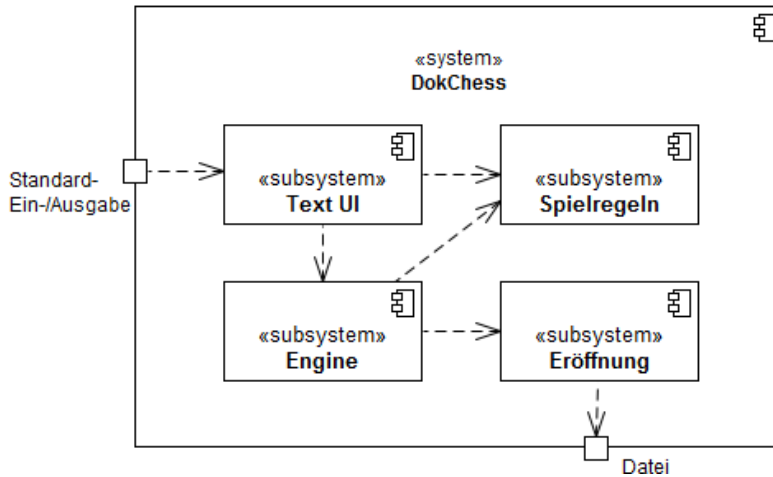 «system»
DokChess
«subsystem»
Text UI
«subsystem»
Spielregeln
Standard-
Ein-/Ausgabe
«subsystem»
Engine
«subsystem»
Eröffnung
Datei